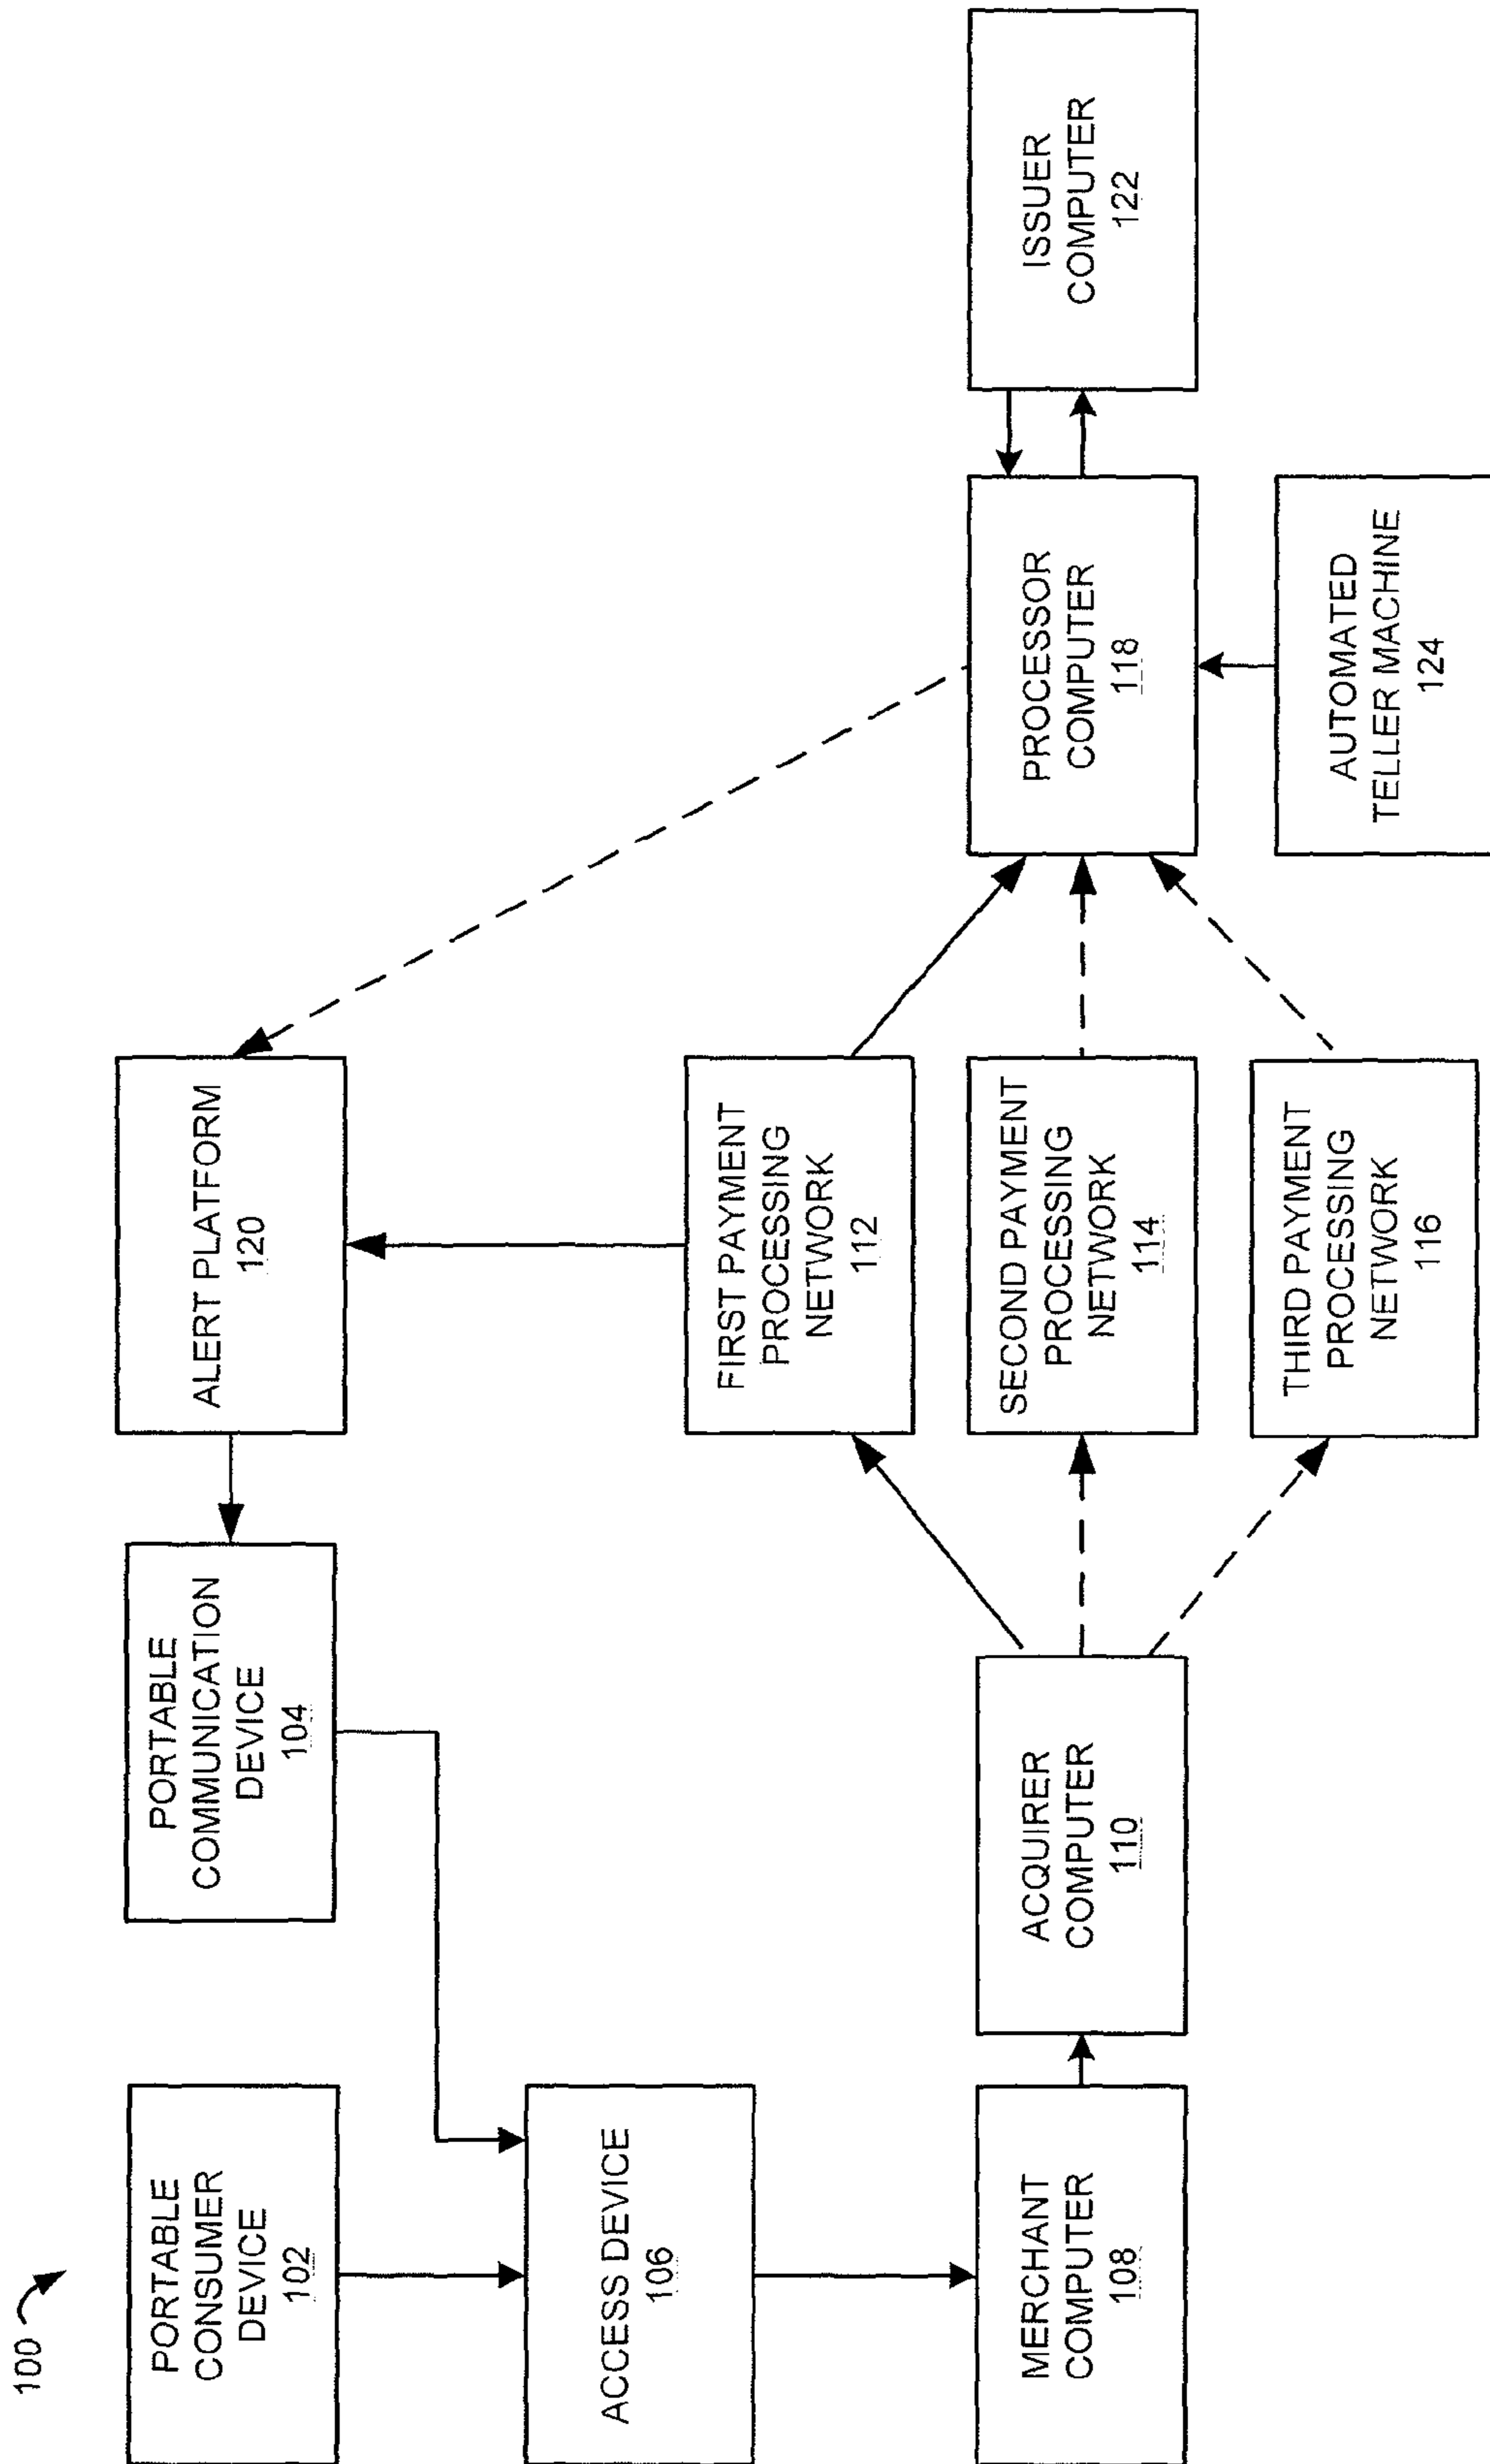 100
PORTABLE
CONSUMER
DEVICE
102
PORTABLE
COMMUNICATION
DEVICE
104
ALERT PLATFORM
120
ACCESS DEVICE
106
FIRST PAYMENT
PROCESSING
NETWORK
112
MERCHANT
COMPUTER
108
ACQUIRER
COMPUTER
110
SECOND PAYMENT
PROCESSING
NETWORK
114
PROCESSOR
COMPUTER
118
ISSUER
COMPUTER
122
THIRD PAYMENT
PROCESSING
NETWORK
116
AUTOMATED
TELLER MACHINE
124